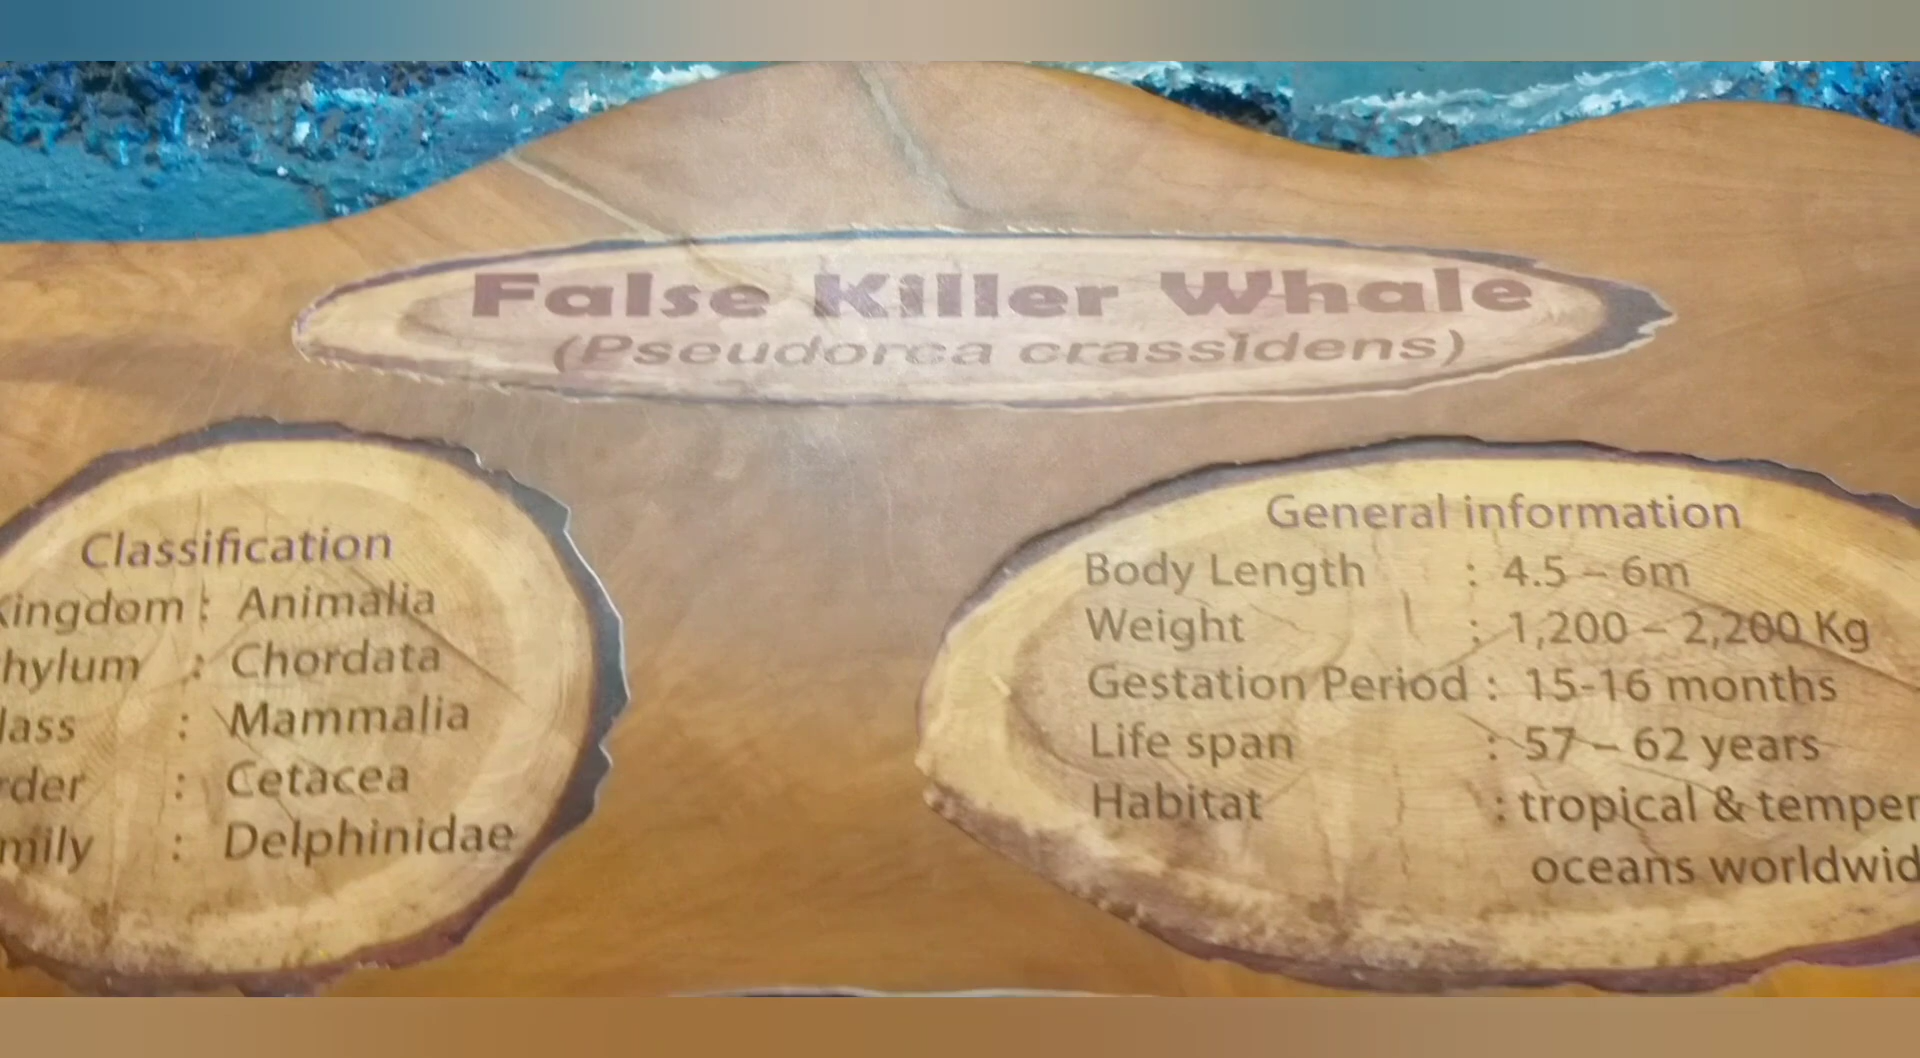 False Killer Whale
(Pseudorca crassidens)
Classification
Kingdom : Animalia
hylum : Chordata
lass : Mammalia
rder : Cetacea
mily : Delphinidae
General information
Body Length : 4.5 – 6m
Weight : 1,200 – 2,200 Kg
Gestation Period : 15-16 months
Life span : 57 – 62 years
Habitat : tropical & temper
oceans worldwid